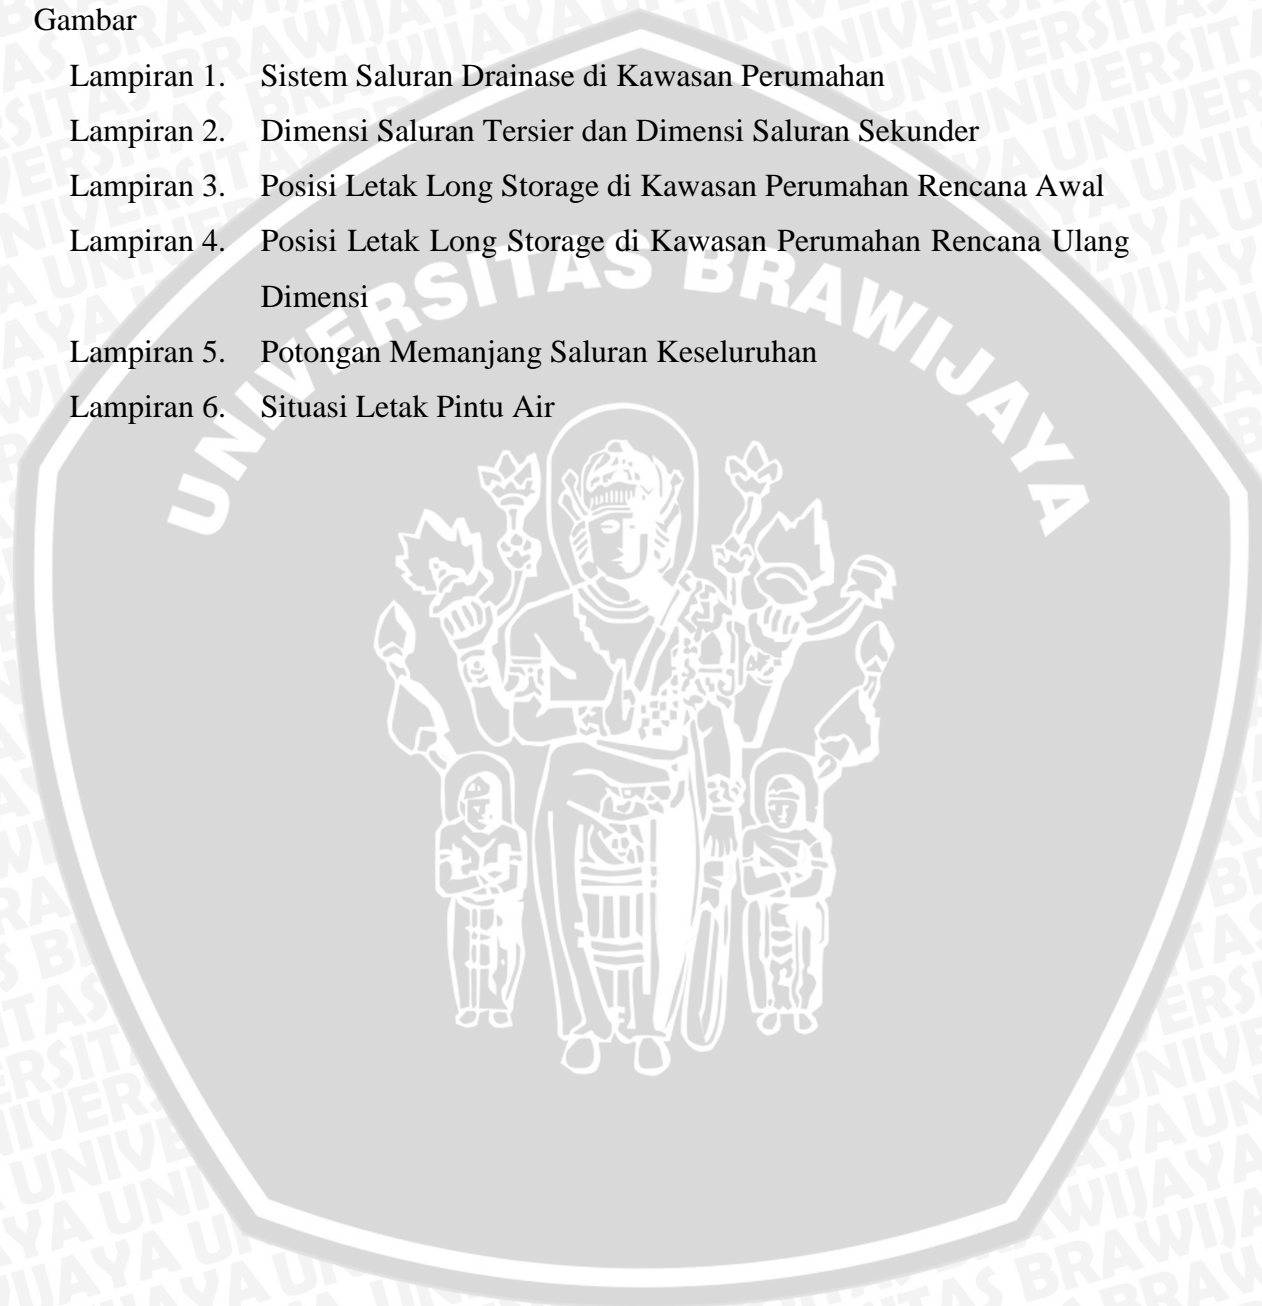 Gambar
Lampiran 1. Sistem Saluran Drainase di Kawasan Perumahan
Lampiran 2. Dimensi Saluran Tersier dan Dimensi Saluran Sekunder
Lampiran 3. Posisi Letak Long Storage di Kawasan Perumahan Rencana Awal
Lampiran 4. Posisi Letak Long Storage di Kawasan Perumahan Rencana Ulang
Dimensi
Lampiran 5. Potongan Memanjang Saluran Keseluruhan
Lampiran 6. Situasi Letak Pintu Air
UNIVERSITAS BRAWIJAYA